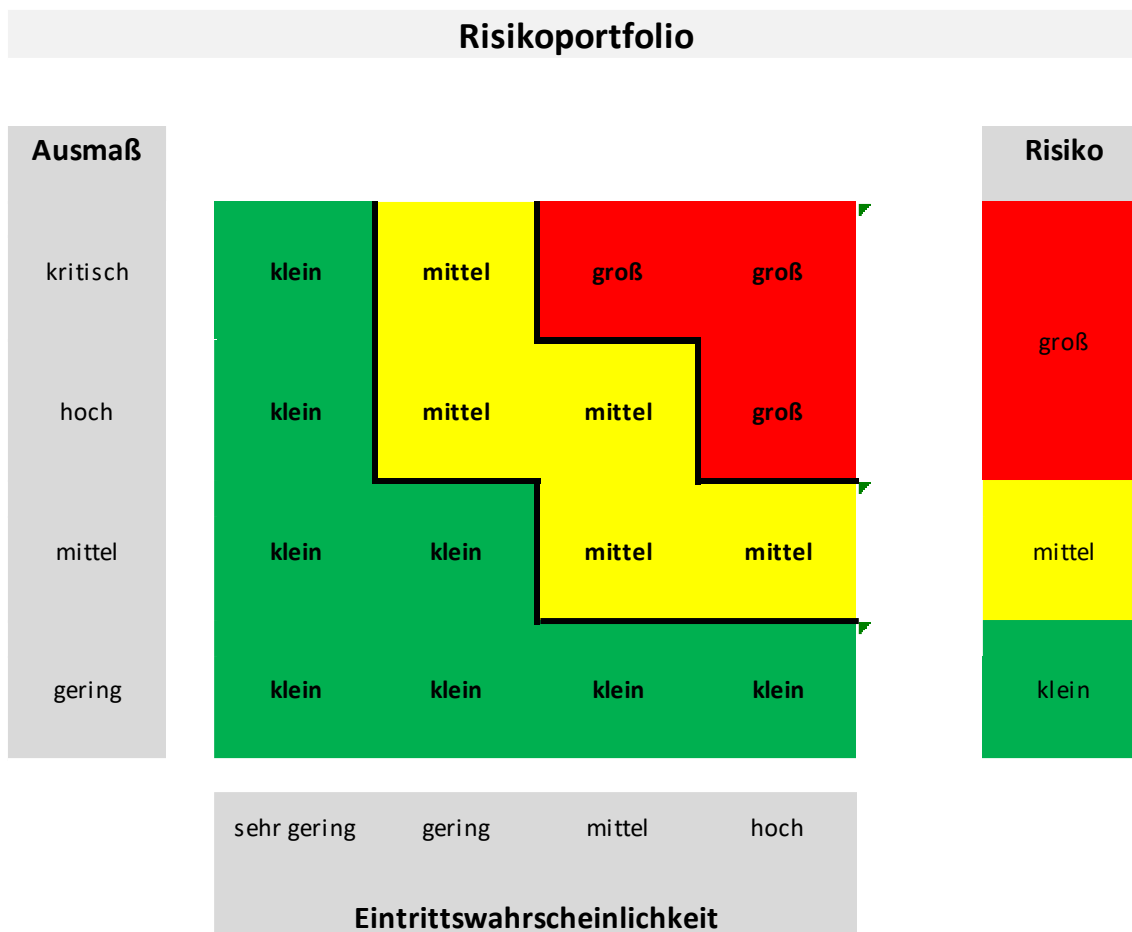 Risikoportfolio
Ausmaß Risiko
kritisch klein mittel groß groß
groß
hoch klein mittel mittel groß
mittel klein klein mittel mittel mittel
gering klein klein klein klein klein
sehr gering gering mittel hoch
Eintrittswahrscheinlichkeit